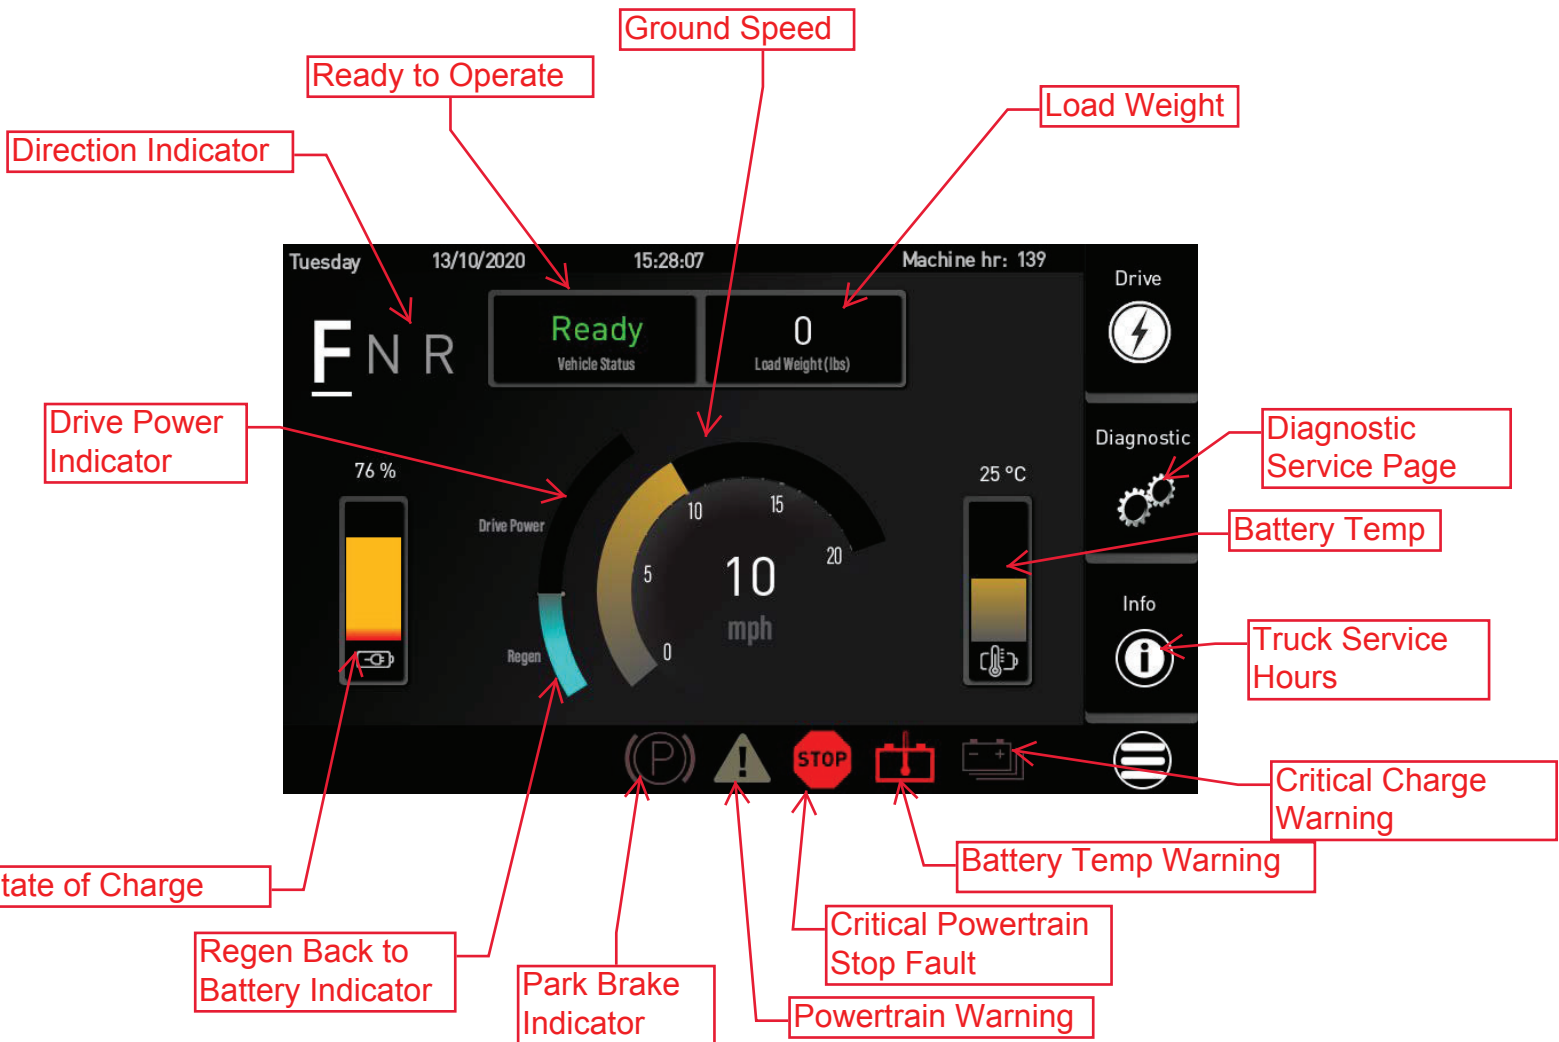 Ground Speed
Ready to Operate
Load Weight
Direction Indicator
Tuesday 13/10/2020 15:28:07 Machine hr: 139
Drive
F N R
Ready
Vehicle Status
0
Load Weight (lbs)
Drive Power
Indicator
Diagnostic
Diagnostic
Service Page
76 %
25 °C
Battery Temp
Drive Power
Regen
0
5
10
15
20
10
mph
Info
Truck Service
Hours
P
!
STOP
- +
Critical Charge
Warning
Battery Temp Warning
tate of Charge
Critical Powertrain
Stop Fault
Regen Back to
Battery Indicator
Park Brake
Indicator
Powertrain Warning